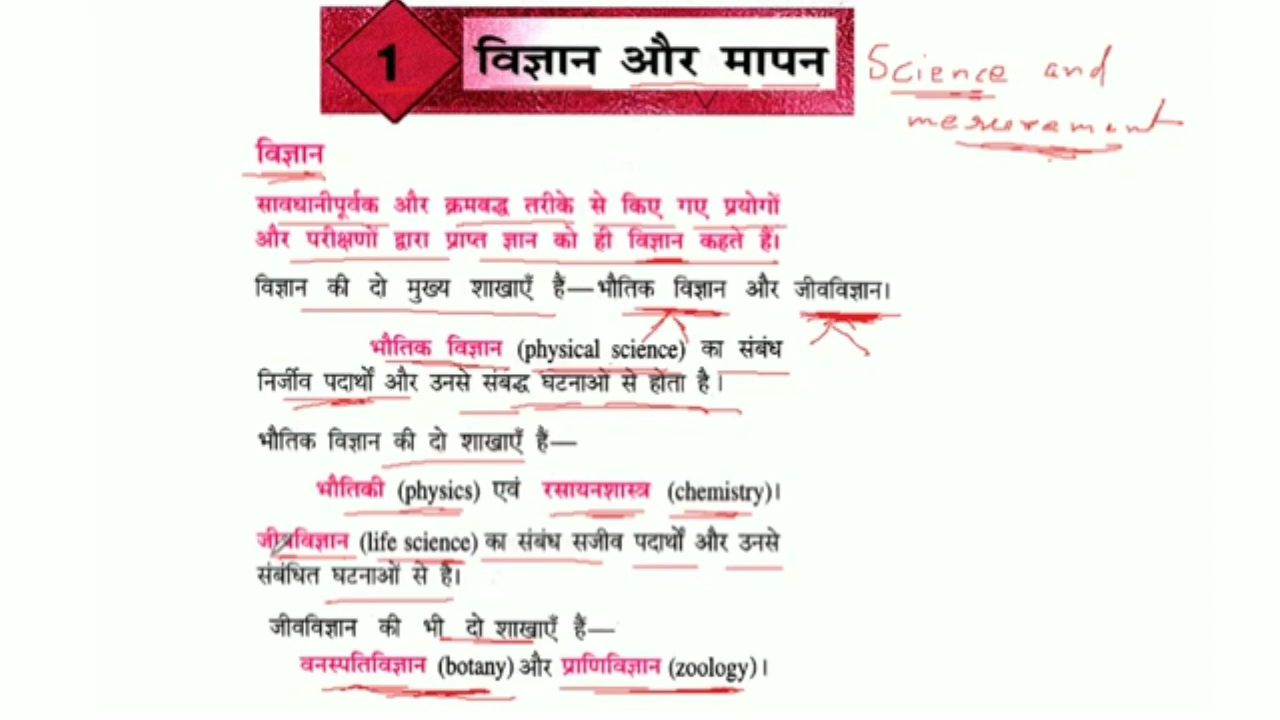 1 विज्ञान और मापन
Science and
merurement
विज्ञान
सावधानीपूर्वक और क्रमबद्ध तरीके से किए गए प्रयोगों
और परीक्षणों द्वारा प्राप्त ज्ञान को ही विज्ञान कहते हैं।
विज्ञान की दो मुख्य शाखाएँ हैं—भौतिक विज्ञान और जीवविज्ञान।
भौतिक विज्ञान (physical science) का संबंध
निर्जीव पदार्थों और उनसे संबद्ध घटनाओं से होता है।
भौतिक विज्ञान की दो शाखाएँ हैं—
भौतिकी (physics) एवं रसायनशास्त्र (chemistry)।
जीवविज्ञान (life science) का संबंध सजीव पदार्थों और उनसे
संबंधित घटनाओं से है।
जीवविज्ञान की भी दो शाखाएँ हैं—
वनस्पतिविज्ञान (botany) और प्राणिविज्ञान (zoology)।